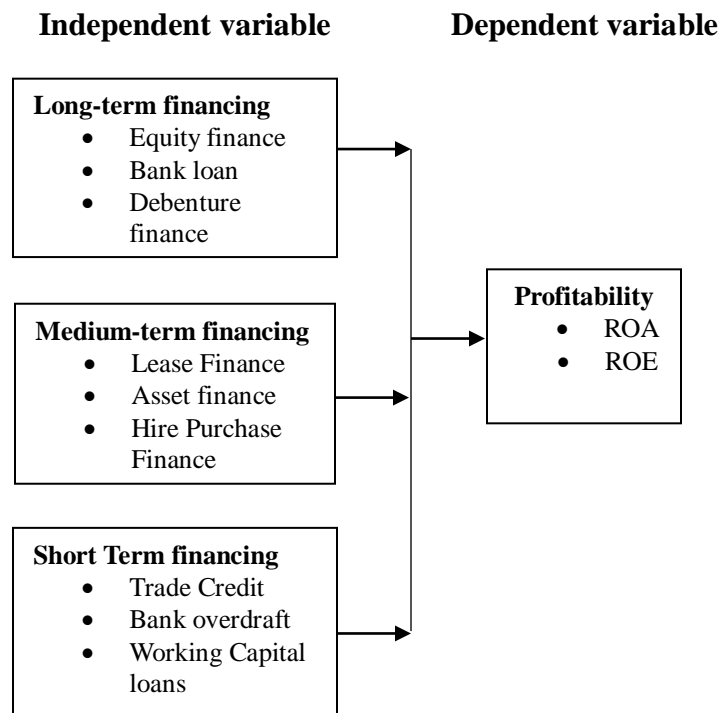 Independent variable
Dependent variable
Long-term financing
• Equity finance
• Bank loan
• Debenture
finance
Medium-term financing
• Lease Finance
• Asset finance
• Hire Purchase
Finance
Short Term financing
• Trade Credit
• Bank overdraft
• Working Capital
loans
Profitability
• ROA
• ROE